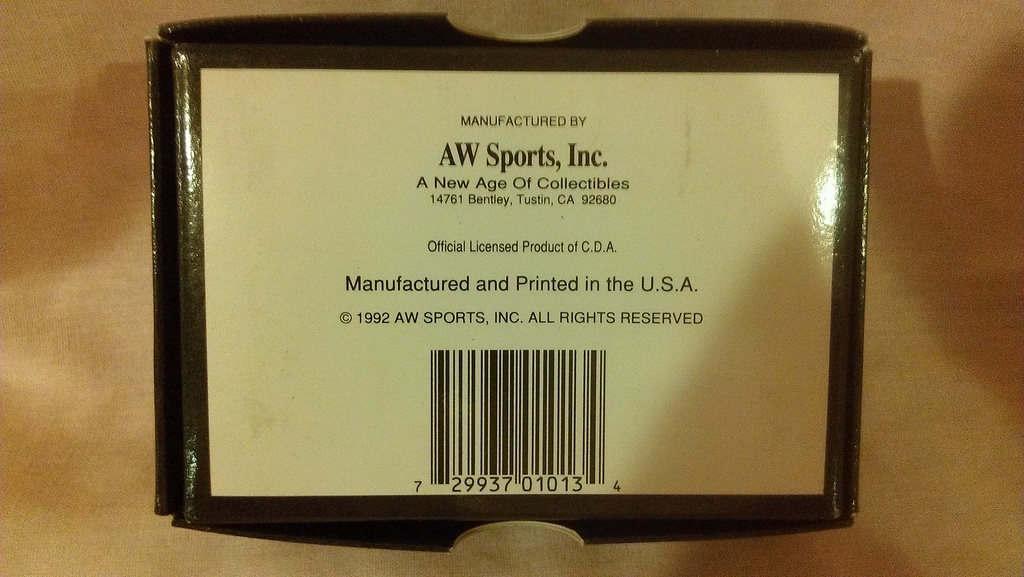 MANUFACTURED BY
AW Sports, Inc.
A New Age Of Collectibles
14761 Bentley, Tustin, CA 92680
Official Licensed Product of C.D.A.
Manufactured and Printed in the U.S.A.
© 1992 AW SPORTS, INC. ALL RIGHTS RESERVED
7 29937 01013 4